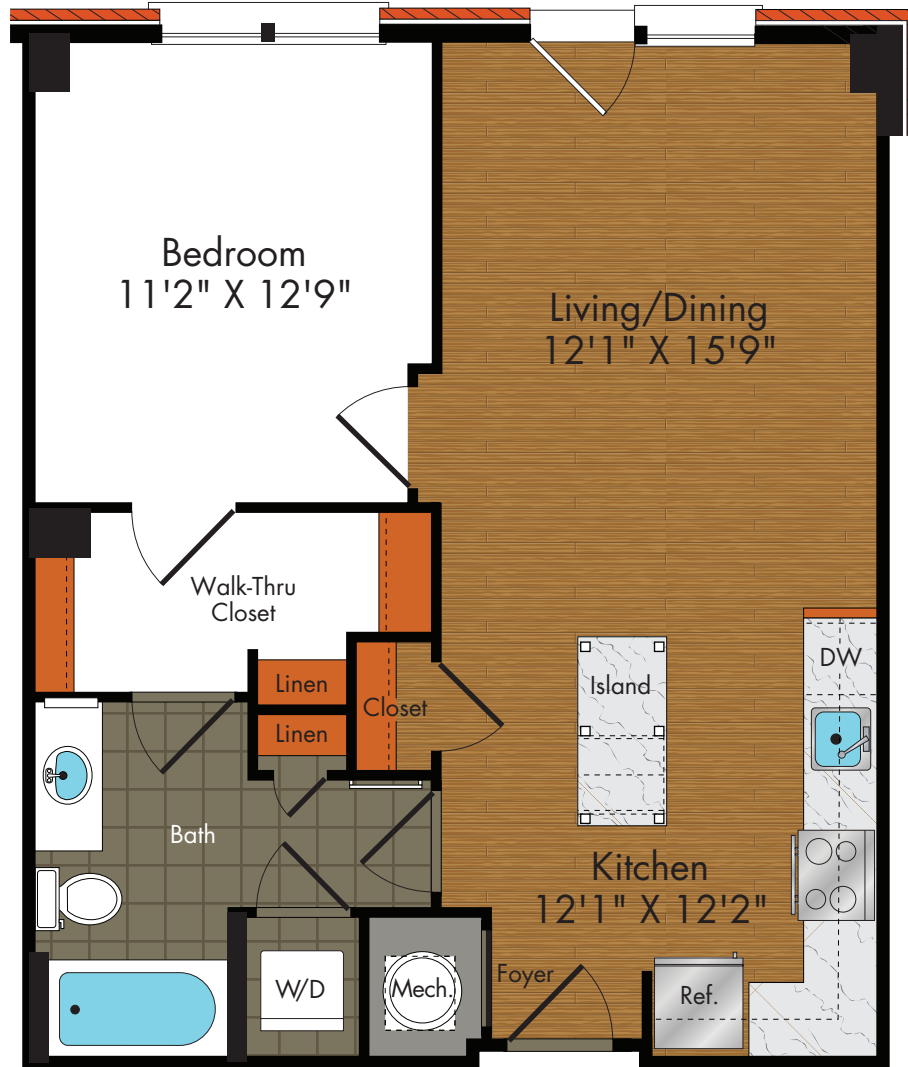 Bedroom
11'2" X 12'9"
Living/Dining
12'1" X 15'9"
Walk-Thru
Closet
Linen
Linen
Closet
Island
DW
Bath
Kitchen
12'1" X 12'2"
W/D
Mech.
Foyer
Ref.